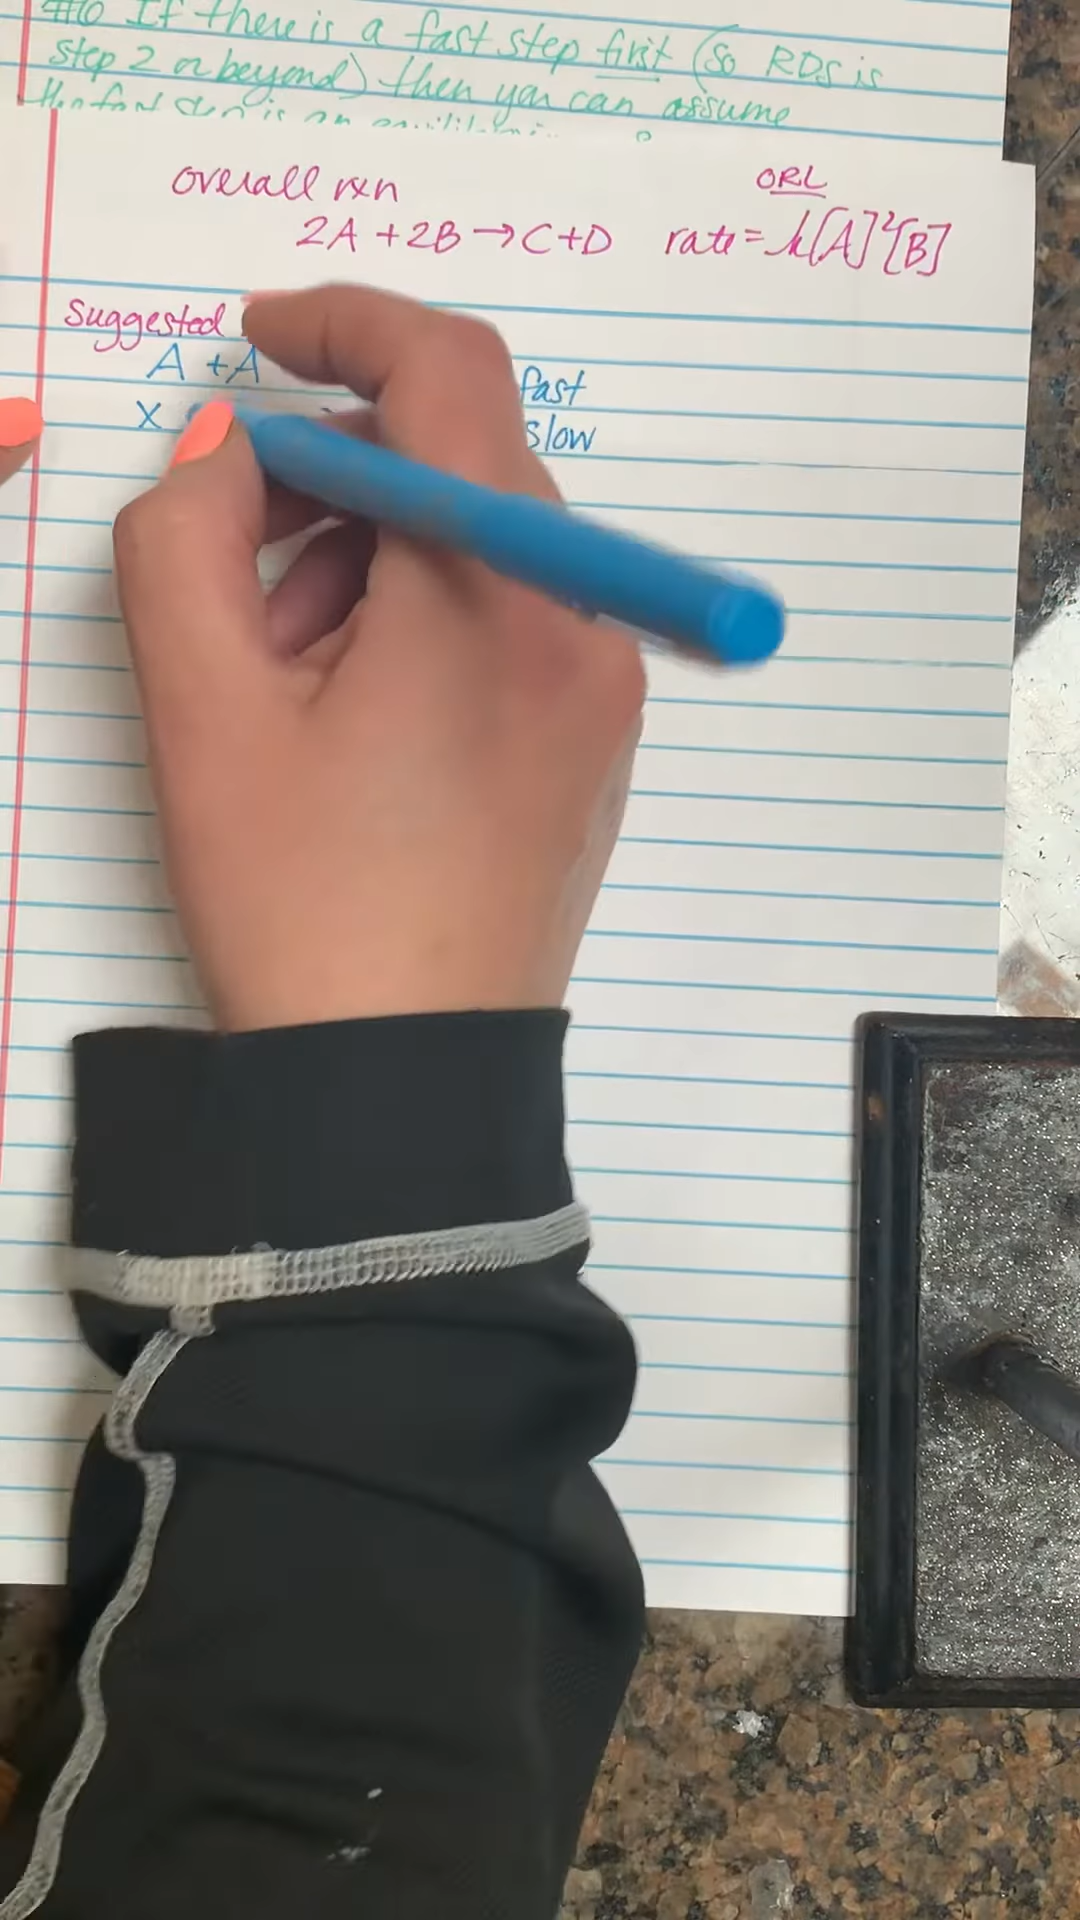 #6 If there is a fast step first (so RDS is
step 2 or beyond) then you can assume
overall rxn
ORL
2A + 2B → C + D rate = k[A]²[B]
Suggested
A + A fast
X slow